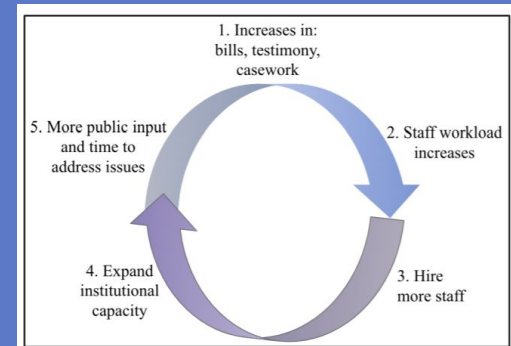 1. Increases in:
bills, testimony,
casework
2. Staff workload
increases
3. Hire
more staff
4. Expand
institutional
capacity
5. More public input
and time to
address issues